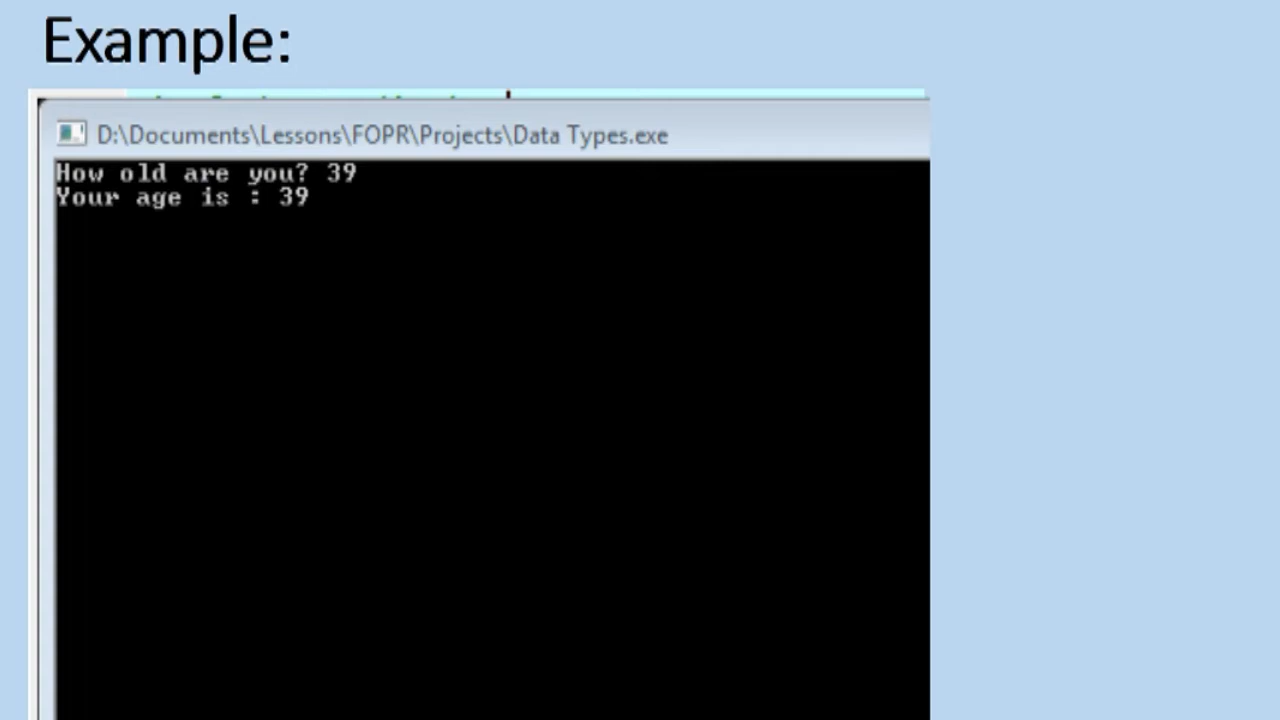 Example:
D:\Documents\Lessons\FOPR\Projects\Data Types.exe
How old are you? 39
Your age is : 39